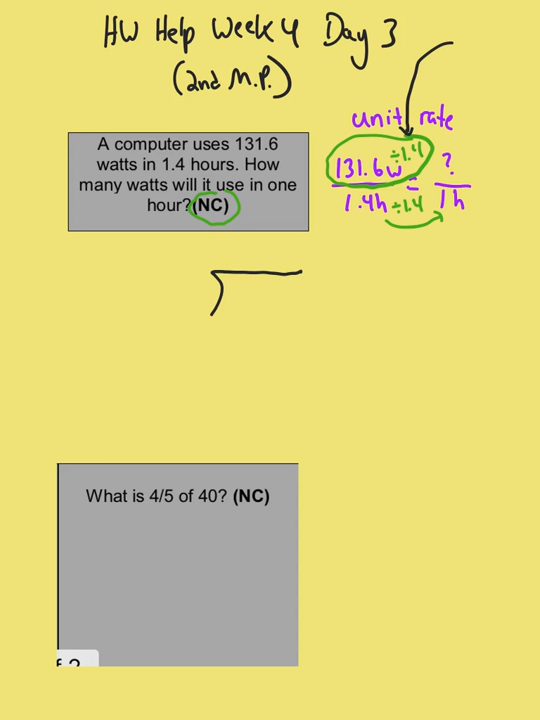 HW Help Week 4 Day 3
(2nd M.P.)
unit rate
A computer uses 131.6
watts in 1.4 hours. How
many watts will it use in one
hour?(NC)
131.6w ÷1.4 = ?
1.4h ÷1.4 1h
What is 4/5 of 40? (NC)